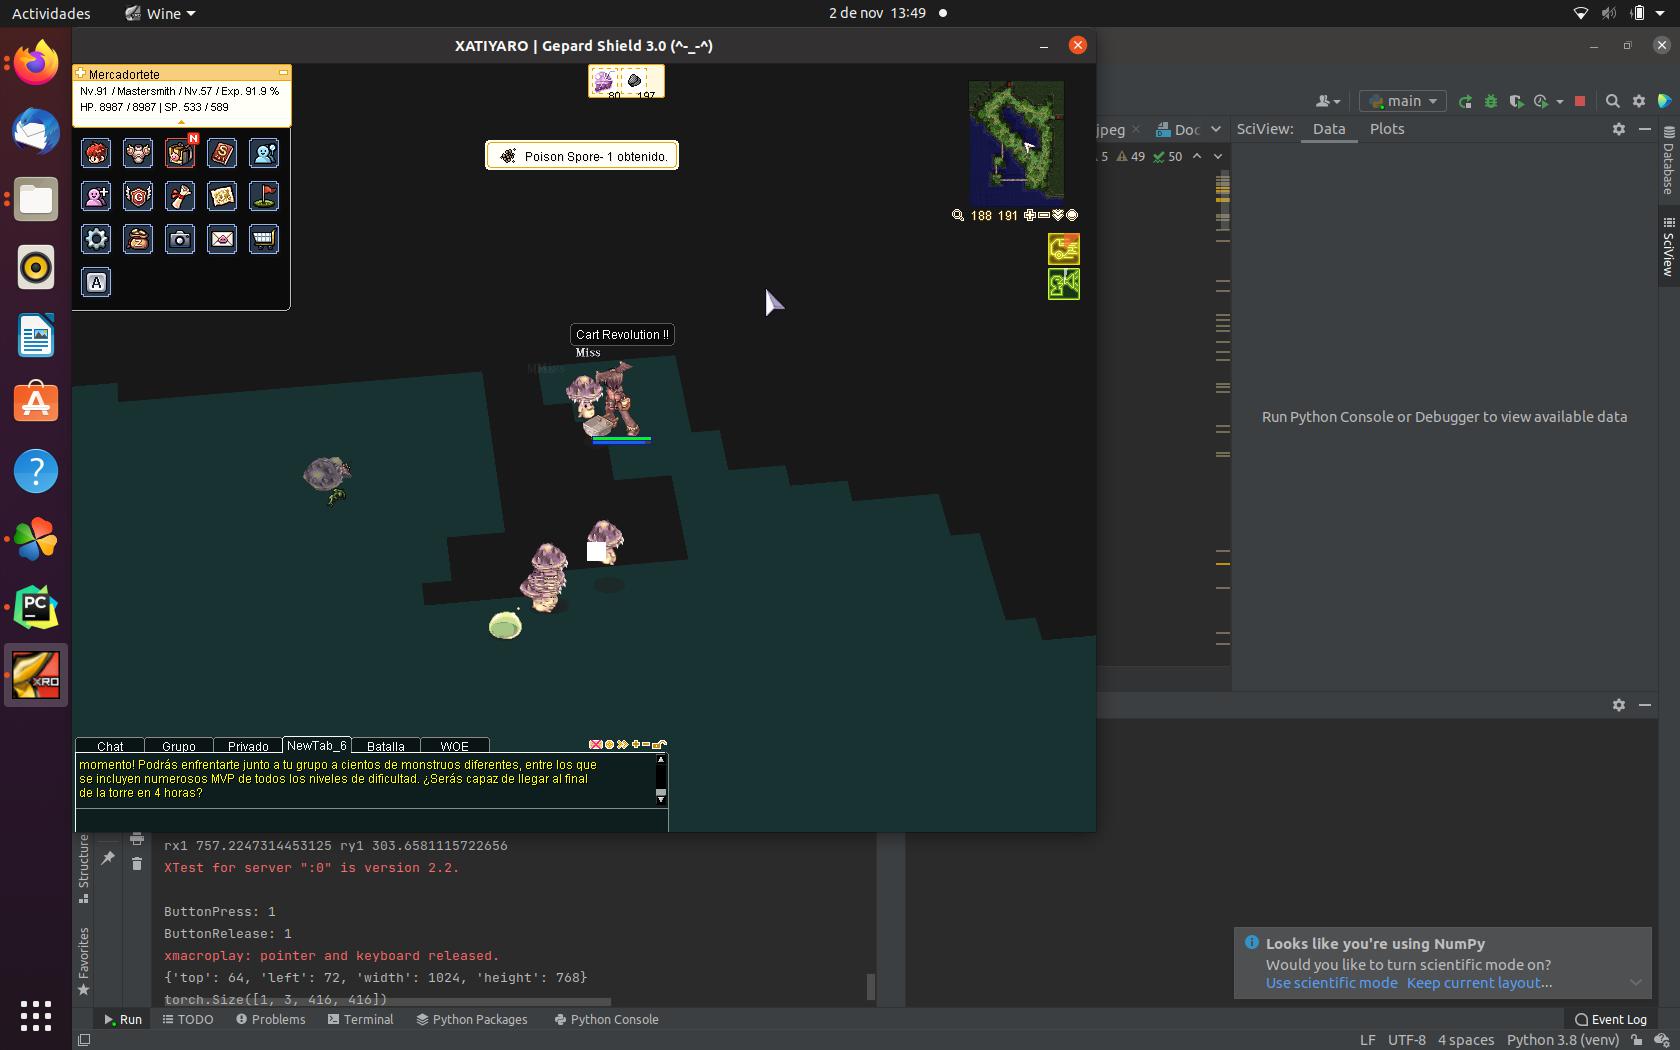 Actividades
Wine
2 de nov 13:49
XATIYARO | Gepard Shield 3.0 (^-_-^)
Mercadortete
Nv.91 / Mastersmith / Nv.57 / Exp. 91.9 %
HP. 8987 / 8987 | SP. 533 / 589
80
197
N
A
Poison Spore- 1 obtenido.
188 191
Cart Revolution !!
Miss
Chat
Grupo
Privado
NewTab_6
Batalla
WOE
momento! Podrás enfrentarte junto a tu grupo a cientos de monstruos diferentes, entre los que
se incluyen numerosos MVP de todos los niveles de dificultad. ¿Serás capaz de llegar al final
de la torre en 4 horas?
main
jpeg
Doc
SciView:
Data
Plots
5
49
50
Database
SciView
Run Python Console or Debugger to view available data
PC
XRO
Structure
Favorites
rx1 757.2247314453125 ry1 303.6581115722656
XTest for server ":0" is version 2.2.
ButtonPress: 1
ButtonRelease: 1
xmacroplay: pointer and keyboard released.
{'top': 64, 'left': 72, 'width': 1024, 'height': 768}
torch.Size([1, 3, 416, 416])
Looks like you're using NumPy
Would you like to turn scientific mode on?
Use scientific mode Keep current layout...
Run
TODO
Problems
Terminal
Python Packages
Python Console
Event Log
LF UTF-8 4 spaces Python 3.8 (venv)